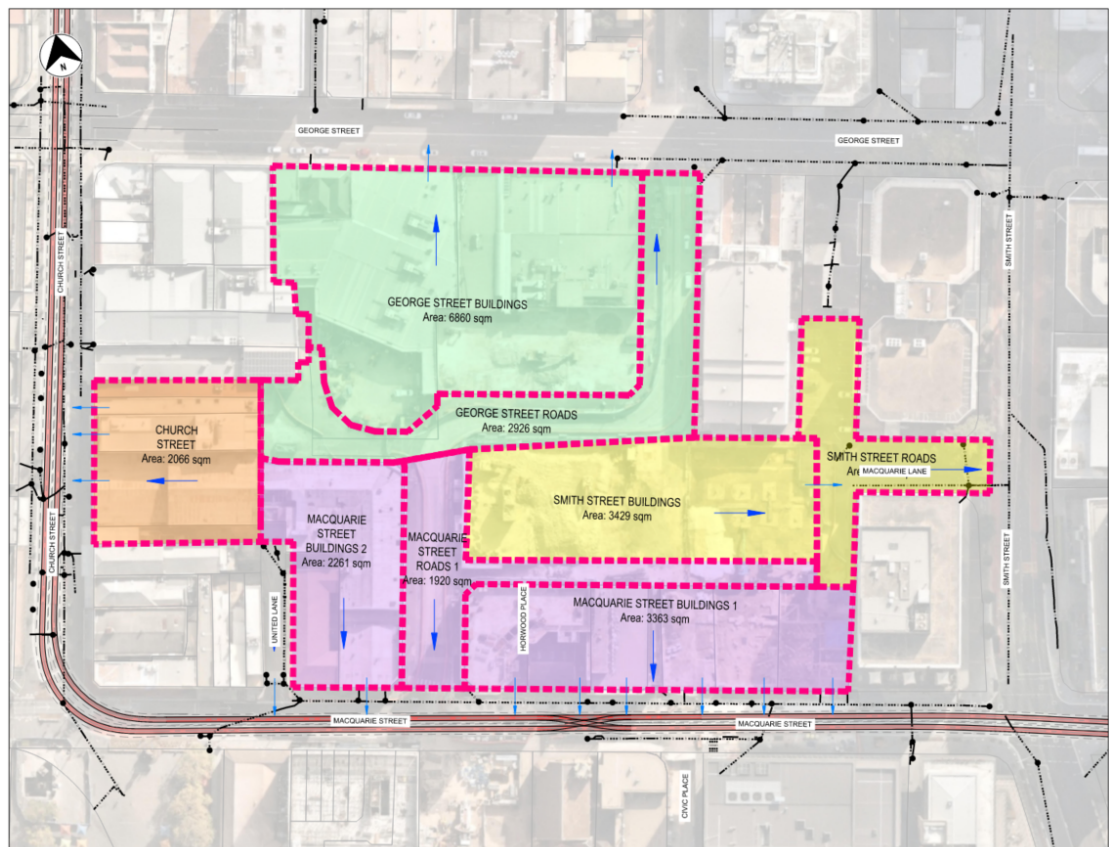 N
GEORGE STREET
GEORGE STREET
CHURCH STREET
SMITH STREET
GEORGE STREET BUILDINGS
Area: 6860 sqm
GEORGE STREET ROADS
Area: 2926 sqm
CHURCH
STREET
Area: 2066 sqm
SMITH STREET ROADS
MACQUARIE LANE
SMITH STREET BUILDINGS
Area: 3429 sqm
MACQUARIE
STREET
BUILDINGS 2
Area: 2261 sqm
MACQUARIE
STREET
ROADS 1
Area: 1920 sqm
CHURCH STREET
SMITH STREET
UNITED LANE
HORWOOD PLACE
MACQUARIE STREET BUILDINGS 1
Area: 3363 sqm
MACQUARIE STREET
MACQUARIE STREET
CIVIC PLACE